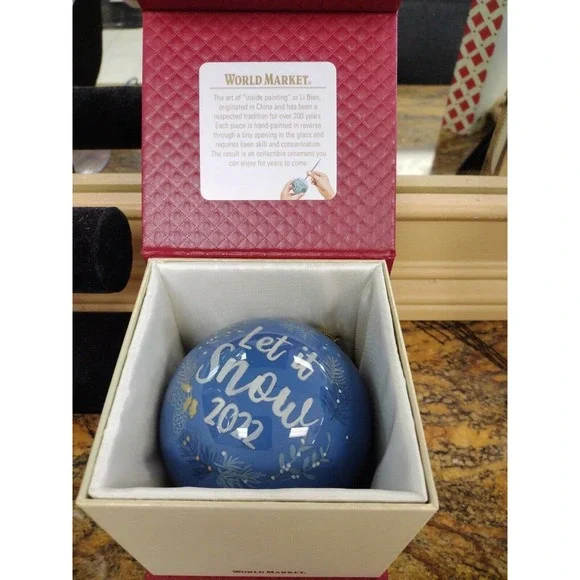 WORLD MARKET®
The art of "inside painting" or Li Bien,
originated in China and has been a
respected tradition for over 200 years.
Each piece is hand-painted in reverse
through a tiny opening in the glass and
requires keen skill and concentration.
The result is an collectible ornament you
can enjoy for years to come.
Let it
Snow
2022
WORLD MARKET